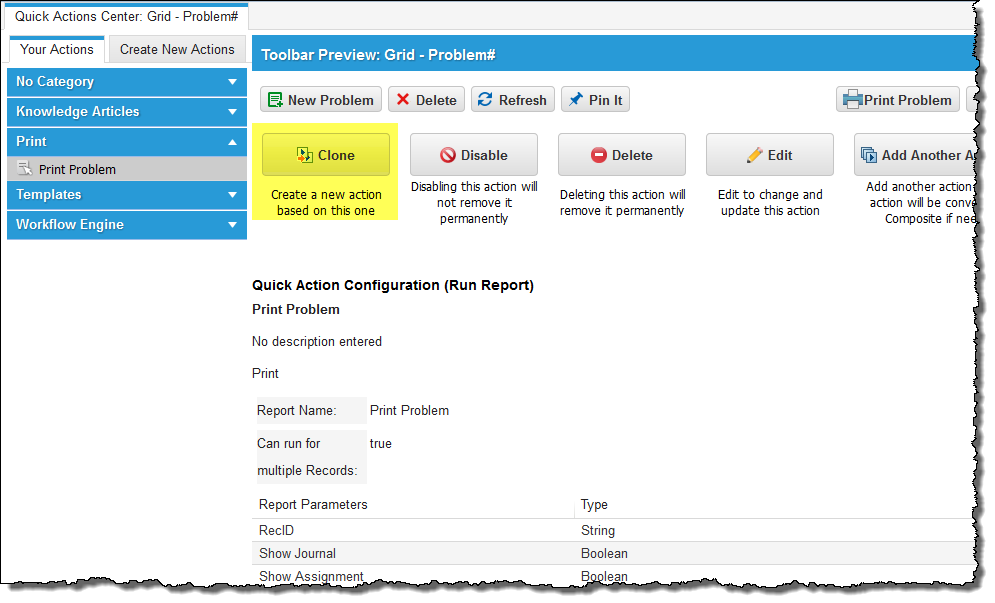 Quick Actions Center: Grid - Problem#
Your Actions
Create New Actions
No Category
Knowledge Articles
Print
Print Problem
Templates
Workflow Engine
Toolbar Preview: Grid - Problem#
New Problem
Delete
Refresh
Pin It
Print Problem
Clone
Create a new action
based on this one
Disable
Disabling this action will
not remove it
permanently
Delete
Deleting this action will
remove it permanently
Edit
Edit to change and
update this action
Add Another A
Add another action
action will be conve
Composite if nee
Quick Action Configuration (Run Report)
Print Problem
No description entered
Print
Report Name: Print Problem
Can run for true
multiple Records:
Report Parameters Type
RecID String
Show Journal Boolean
Show Assignment Boolean